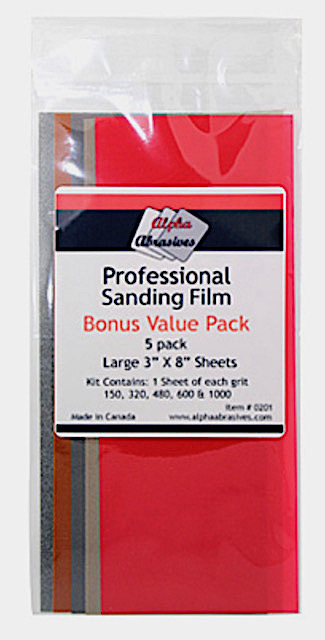 Alpha
Abrasives
Professional
Sanding Film
Bonus Value Pack
5 pack
Large 3" X 8" Sheets
Kit Contains: 1 Sheet of each grit
150, 320, 480, 600 & 1000
Item # 0201
Made in Canada www.alphaabrasives.com